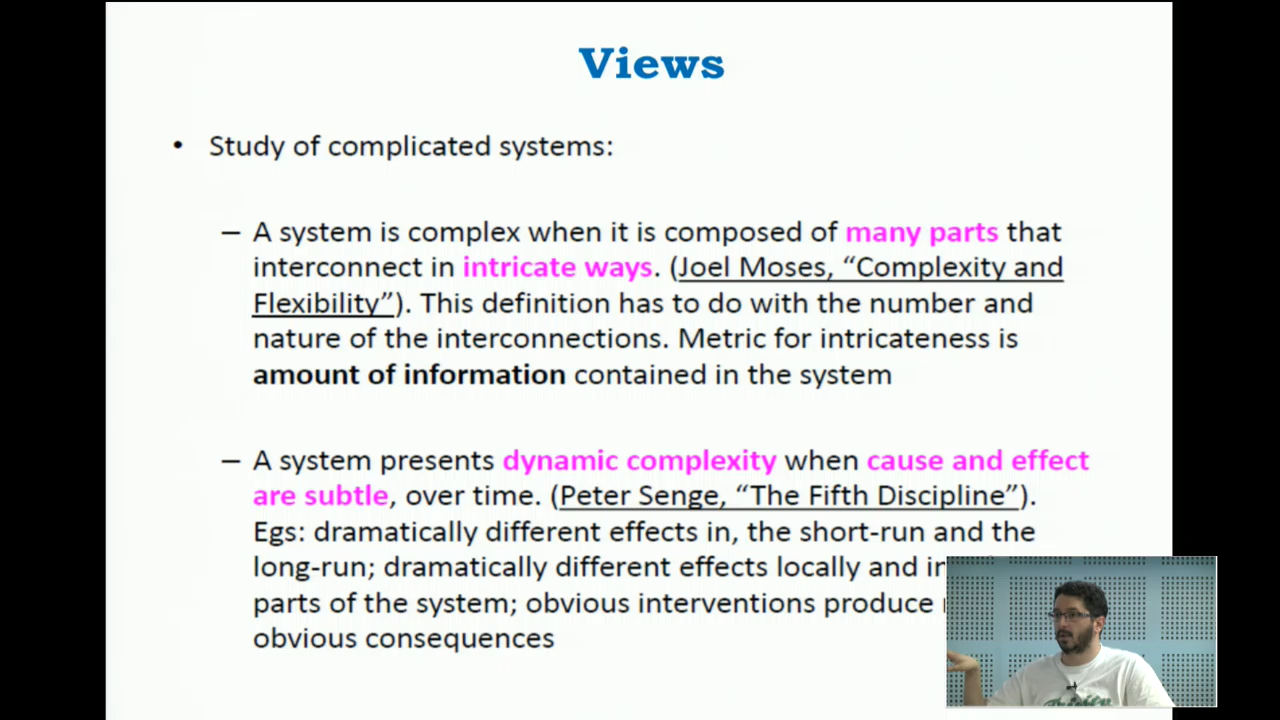 Views
• Study of complicated systems:
– A system is complex when it is composed of many parts that
interconnect in intricate ways. (Joel Moses, “Complexity and
Flexibility”). This definition has to do with the number and
nature of the interconnections. Metric for intricateness is
amount of information contained in the system
– A system presents dynamic complexity when cause and effect
are subtle, over time. (Peter Senge, “The Fifth Discipline”).
Egs: dramatically different effects in, the short-run and the
long-run; dramatically different effects locally and
parts of the system; obvious interventions produce
obvious consequences